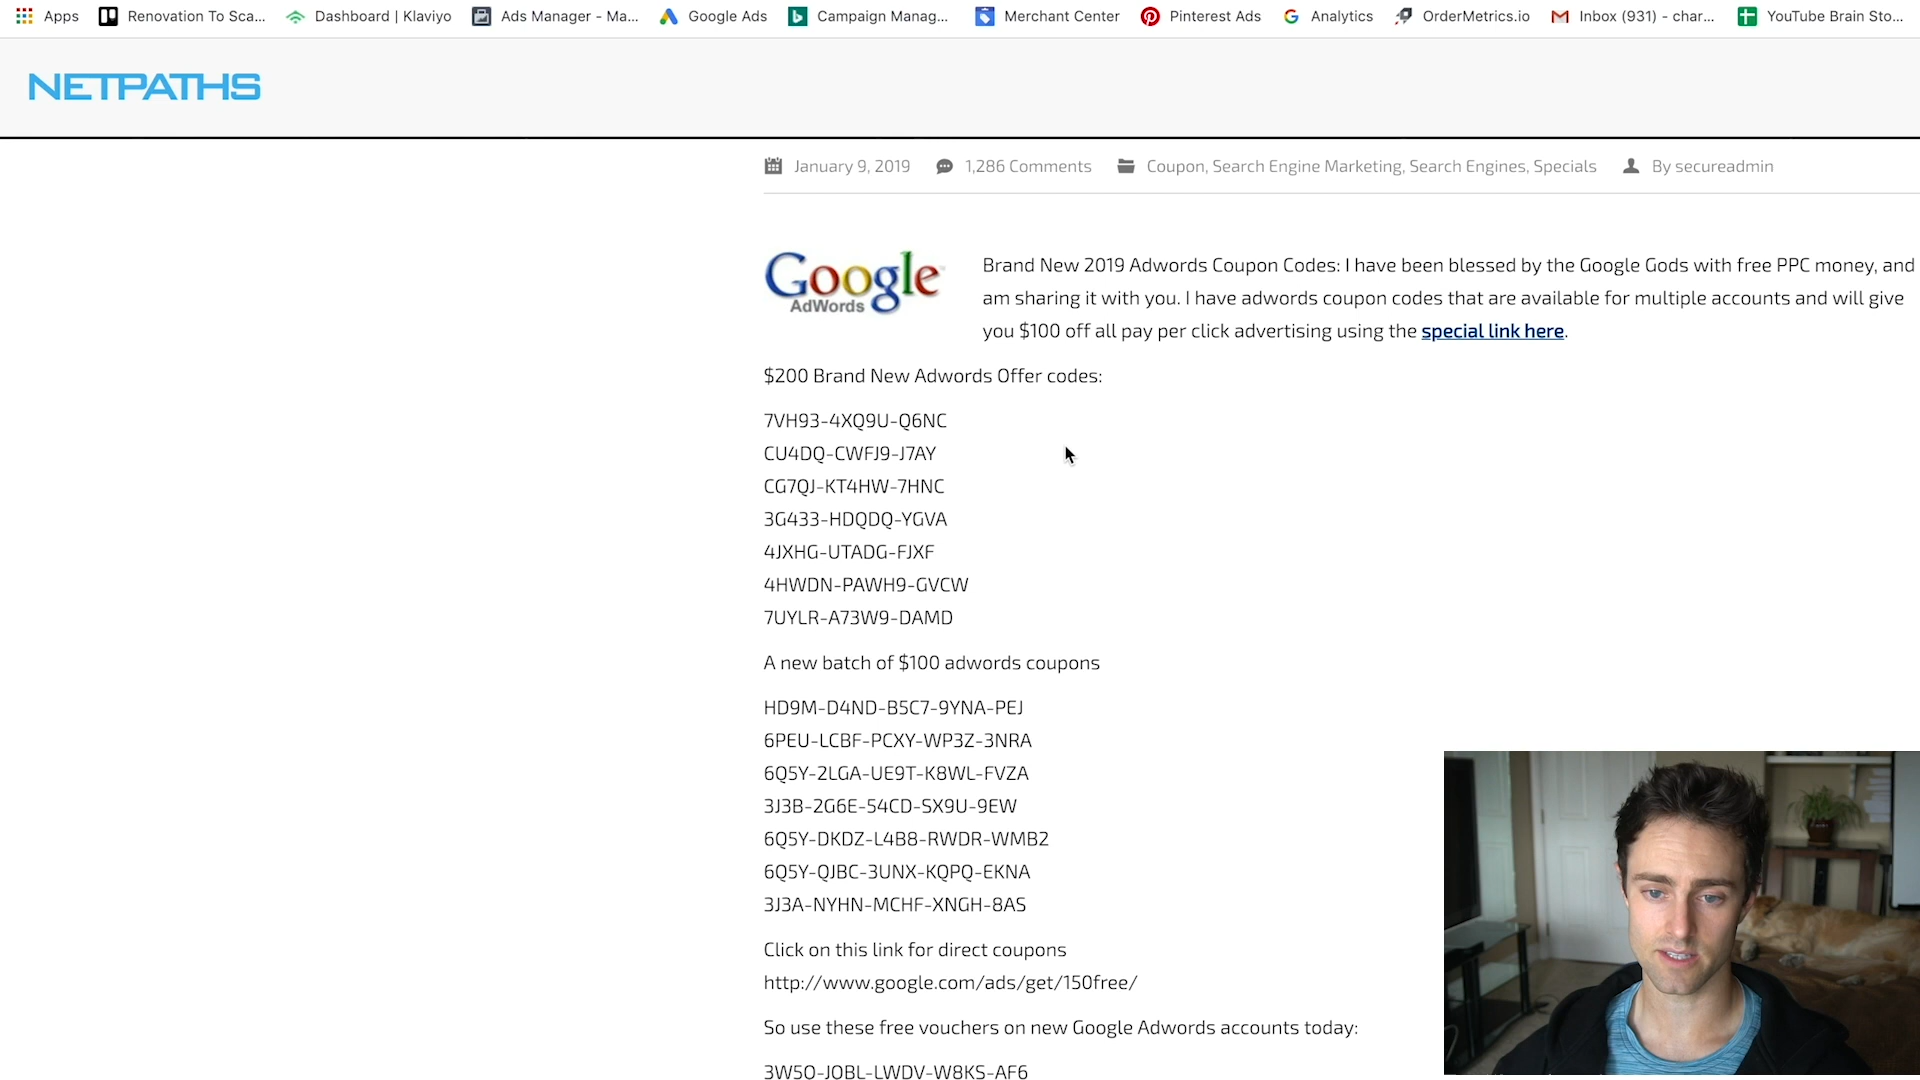 Apps Renovation To Sca... Dashboard | Klaviyo Ads Manager - Ma... Google Ads Campaign Manag... Merchant Center Pinterest Ads Analytics OrderMetrics.io Inbox (931) - char... YouTube Brain Sto...
NETPATHS
January 9, 2019 1,286 Comments Coupon, Search Engine Marketing, Search Engines, Specials By secureadmin
Google
AdWords
Brand New 2019 Adwords Coupon Codes: I have been blessed by the Google Gods with free PPC money, and
am sharing it with you. I have adwords coupon codes that are available for multiple accounts and will give
you $100 off all pay per click advertising using the special link here.
$200 Brand New Adwords Offer codes:
7VH93-4XQ9U-Q6NC
CU4DQ-CWFJ9-J7AY
CG7QJ-KT4HW-7HNC
3G433-HDQDQ-YGVA
4JXHG-UTADG-FJXF
4HWDN-PAWH9-GVCW
7UYLR-A73W9-DAMD
A new batch of $100 adwords coupons
HD9M-D4ND-B5C7-9YNA-PEJ
6PEU-LCBF-PCXY-WP3Z-3NRA
6Q5Y-2LGA-UE9T-K8WL-FVZA
3J3B-2G6E-54CD-SX9U-9EW
6Q5Y-DKDZ-L4B8-RWDR-WMB2
6Q5Y-QJBC-3UNX-KQPQ-EKNA
3J3A-NYHN-MCHF-XNGH-8AS
Click on this link for direct coupons
http://www.google.com/ads/get/150free/
So use these free vouchers on new Google Adwords accounts today:
3W5O-JOBL-LWDV-W8KS-AF6